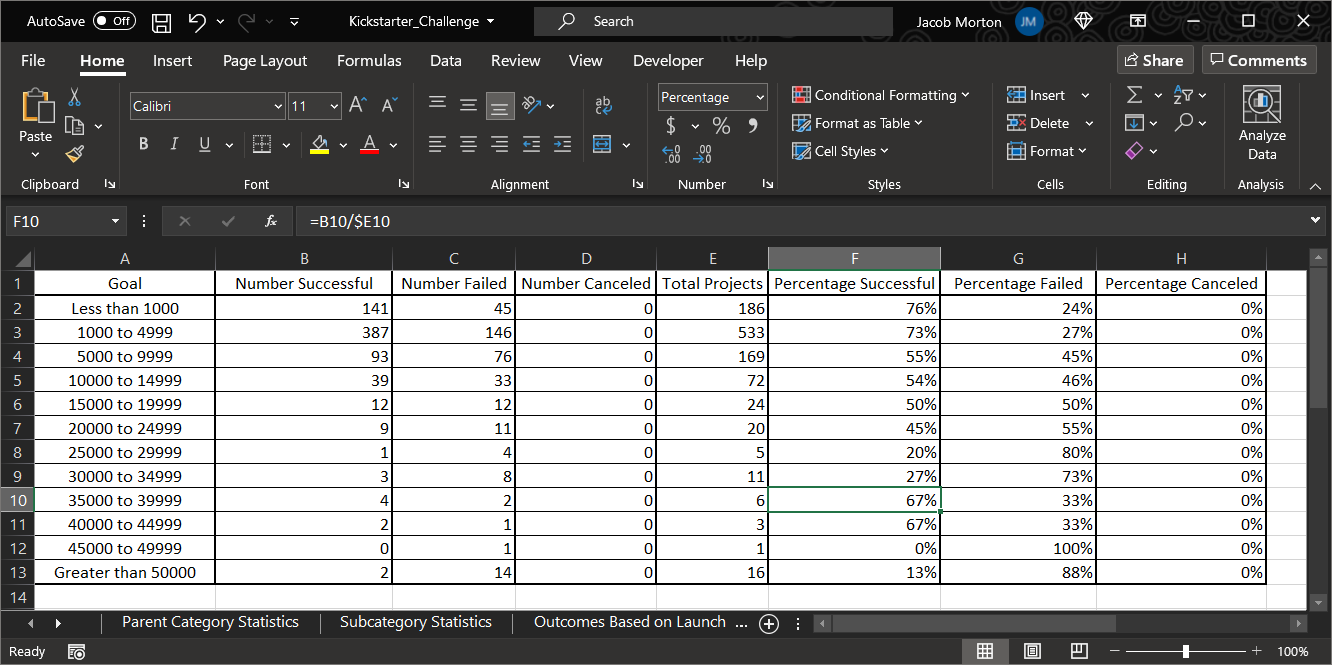 AutoSave Off Kickstarter_Challenge Search Jacob Morton JM
File Home Insert Page Layout Formulas Data Review View Developer Help Share Comments
Calibri 11 Percentage Conditional Formatting Insert
Paste B I U A $ % Format as Table Delete Analyze Data
Cell Styles Format
Clipboard Font Alignment Number Styles Cells Editing Analysis
F10 fx =B10/$E10
A B C D E F G H
1 Goal Number Successful Number Failed Number Canceled Total Projects Percentage Successful Percentage Failed Percentage Canceled
2 Less than 1000 141 45 0 186 76% 24% 0%
3 1000 to 4999 387 146 0 533 73% 27% 0%
4 5000 to 9999 93 76 0 169 55% 45% 0%
5 10000 to 14999 39 33 0 72 54% 46% 0%
6 15000 to 19999 12 12 0 24 50% 50% 0%
7 20000 to 24999 9 11 0 20 45% 55% 0%
8 25000 to 29999 1 4 0 5 20% 80% 0%
9 30000 to 34999 3 8 0 11 27% 73% 0%
10 35000 to 39999 4 2 0 6 67% 33% 0%
11 40000 to 44999 2 1 0 3 67% 33% 0%
12 45000 to 49999 0 1 0 1 0% 100% 0%
13 Greater than 50000 2 14 0 16 13% 88% 0%
14
Parent Category Statistics Subcategory Statistics Outcomes Based on Launch ...
Ready 100%